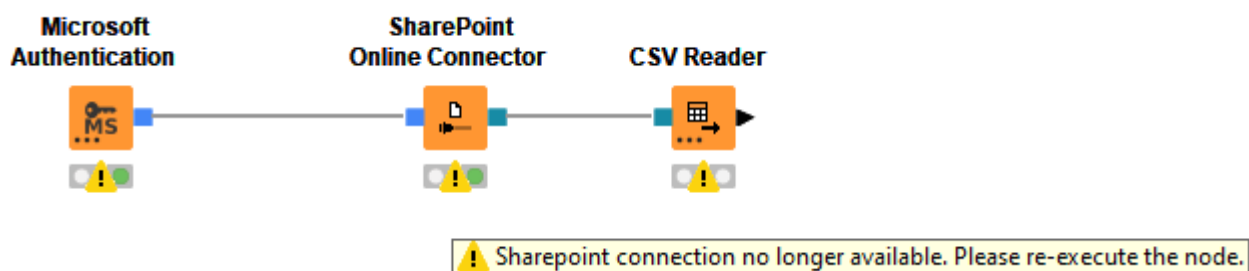 Microsoft
Authentication
SharePoint
Online Connector
CSV Reader
MS
Sharepoint connection no longer available. Please re-execute the node.